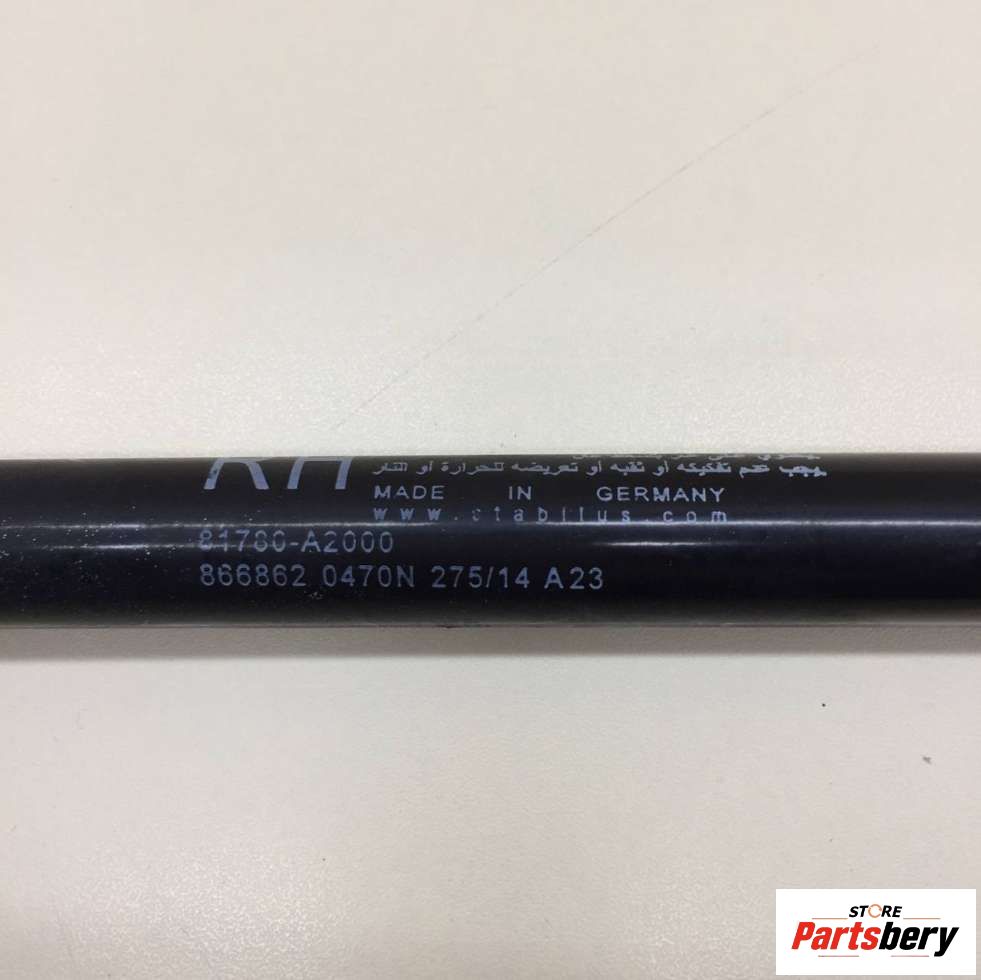 RH
يجب عدم تفكيكه أو ثقبه أو تعريضه للحرارة أو النار
MADE IN GERMANY
www.stabilus.com
81780-A2000
866862 0470N 275/14 A23
STORE
Partsbery